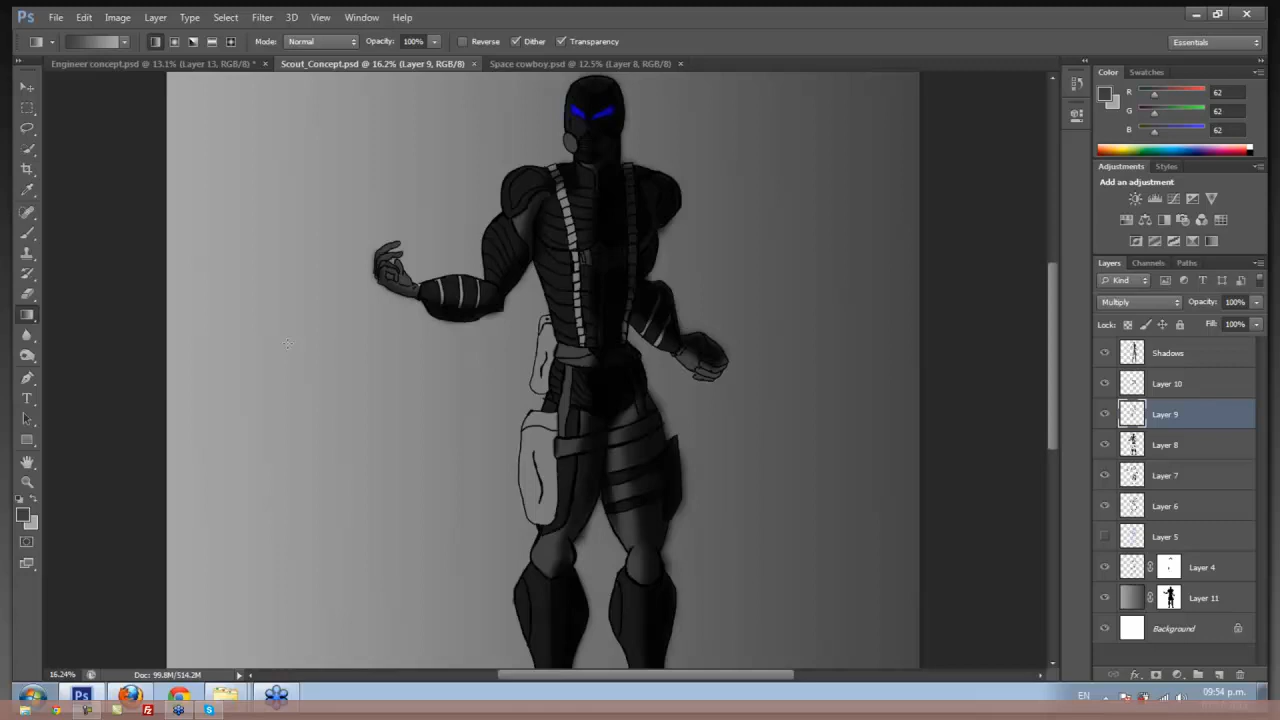 Ps File Edit Image Layer Type Select Filter 3D View Window Help
Mode: Normal Opacity: 100% Reverse Dither Transparency Essentials
Engineer concept.psd @ 13.1% (Layer 13, RGB/8) * × Scout_Concept.psd @ 16.2% (Layer 9, RGB/8) × Space cowboy.psd @ 12.5% (Layer 8, RGB/8) ×
Color Swatches
R 62
G 62
B 62
Adjustments Styles
Add an adjustment
Layers Channels Paths
Kind
Multiply Opacity: 100%
Lock: Fill: 100%
Shadows
Layer 10
Layer 9
Layer 8
Layer 7
Layer 6
Layer 5
Layer 4
Layer 11
Background
16.24% Doc: 99.8M/514.2M
Ps EN 09:54 p.m.